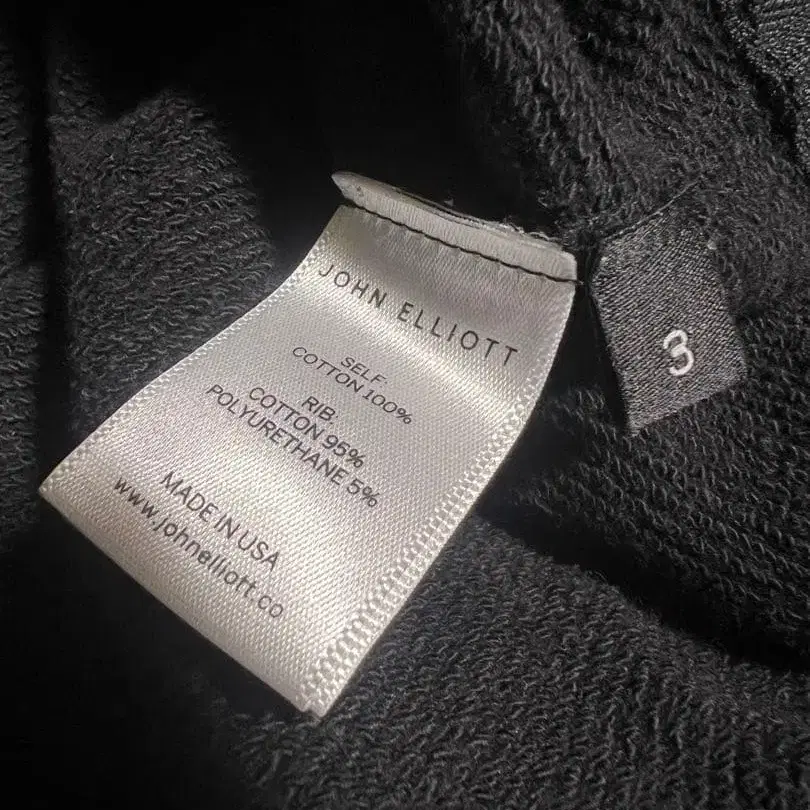 JOHN ELLIOTT
SELF:
COTTON 100%
RIB:
COTTON 95%
POLYURETHANE 5%
MADE IN USA
www.johnelliott.co
3